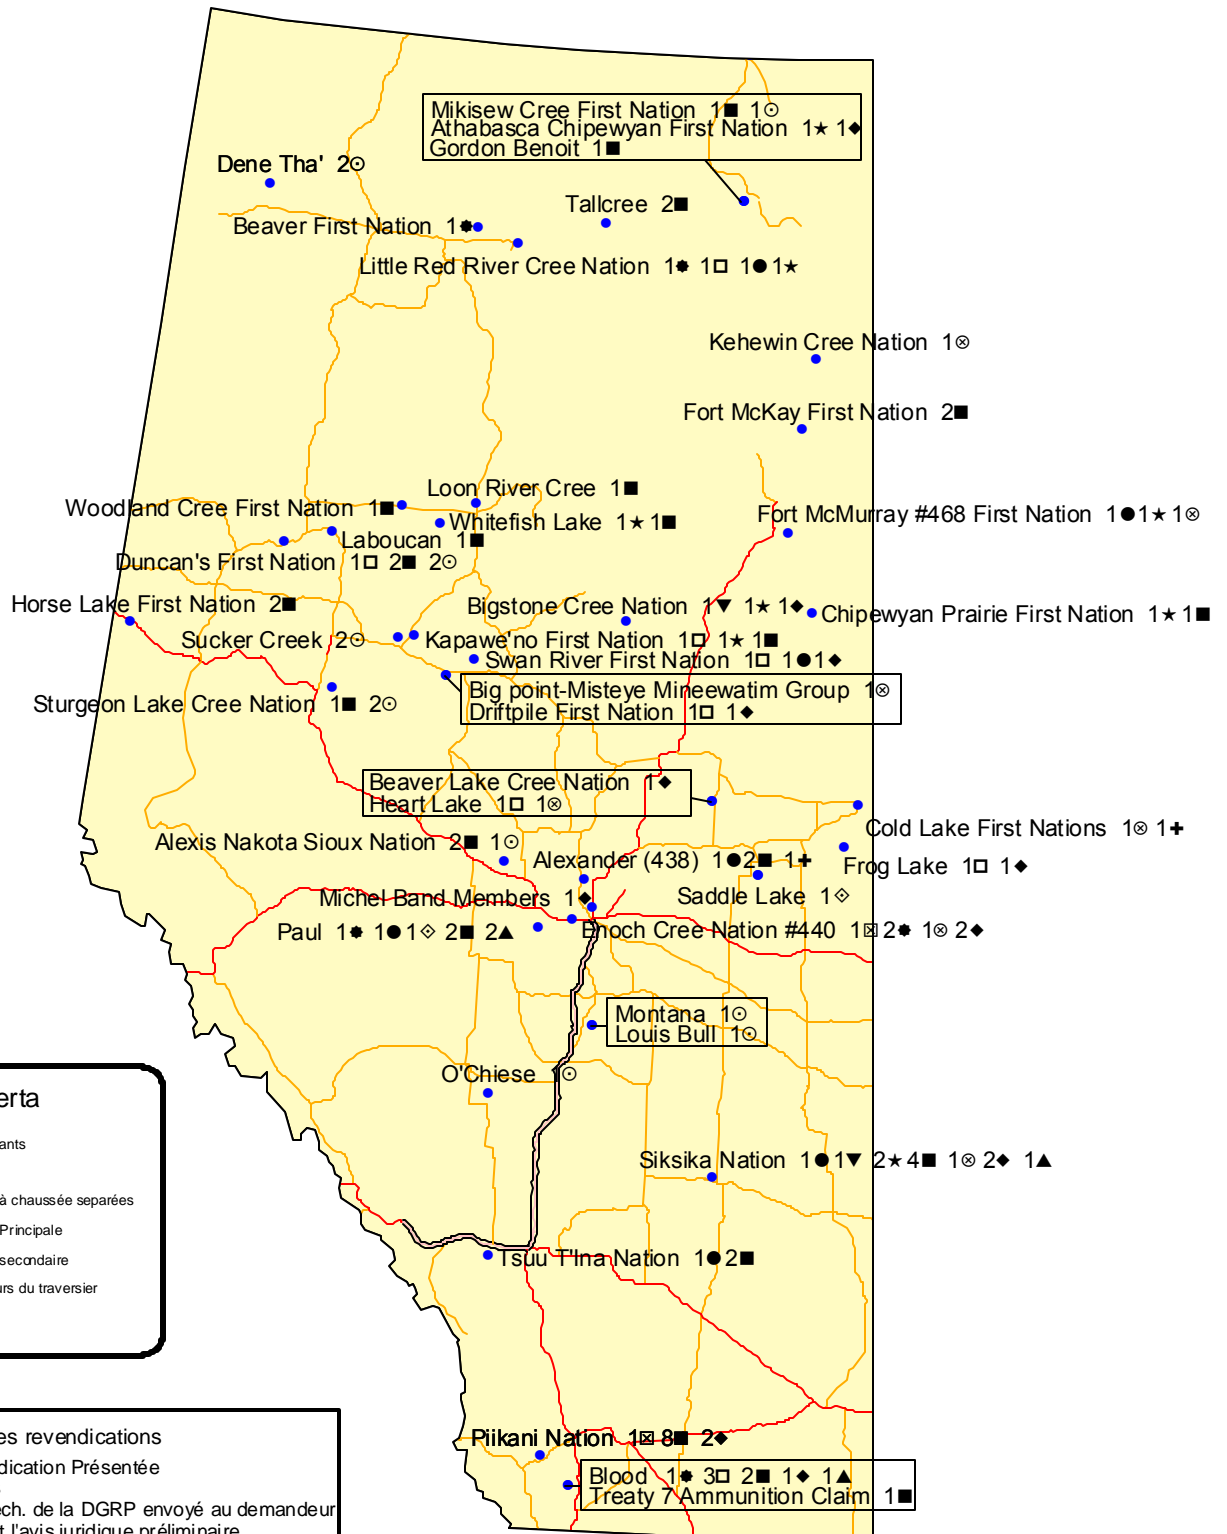 Mikisew Cree First Nation 1■ 1⊙
Athabasca Chipewyan First Nation 1★ 1◆
Gordon Benoit 1■
Dene Tha' 2⊙
Tallcree 2■
Beaver First Nation 1✹
Little Red River Cree Nation 1✹ 1□ 1● 1★
Kehewin Cree Nation 1⊗
Fort McKay First Nation 2■
Loon River Cree 1■
Woodland Cree First Nation 1■
Whitefish Lake 1★ 1■
Fort McMurray #468 First Nation 1● 1★ 1⊗
Laboucan 1■
Duncan's First Nation 1□ 2■ 2⊙
Horse Lake First Nation 2■
Bigstone Cree Nation 1▼ 1★ 1◆
Chipewyan Prairie First Nation 1★ 1■
Sucker Creek 2⊙
Kapawe'no First Nation 1□ 1★ 1■
Swan River First Nation 1□ 1● 1◆
Big point-Misteye Mineewatim Group 1⊗
Driftpile First Nation 1□ 1◆
Sturgeon Lake Cree Nation 1■ 2⊙
Beaver Lake Cree Nation 1◆
Heart Lake 1□ 1⊗
Cold Lake First Nations 1⊗ 1✚
Alexis Nakota Sioux Nation 2■ 1⊙
Alexander (438) 1● 2■ 1✚
Frog Lake 1□ 1◆
Saddle Lake 1⟐
Michel Band Members 1◆
Paul 1✹ 1● 1⟐ 2■ 2▲
Enoch Cree Nation #440 1⊠ 2✹ 1⊗ 2◆
Montana 1⊙
Louis Bull 1⊙
O'Chiese 1⊙
erta
ants
à chaussée separées
Principale
secondaire
urs du traversier
Siksika Nation 1● 1▼ 2★ 4■ 1⊗ 2◆ 1▲
Tsuu T'Ina Nation 1● 2■
es revendications
dication Présentée
ech. de la DGRP envoyé au demandeur
t l'avis juridique préliminaire
Piikani Nation 1⊠ 8■ 2◆
Blood 1✹ 3□ 2■ 1◆ 1▲
Treaty 7 Ammunition Claim 1■